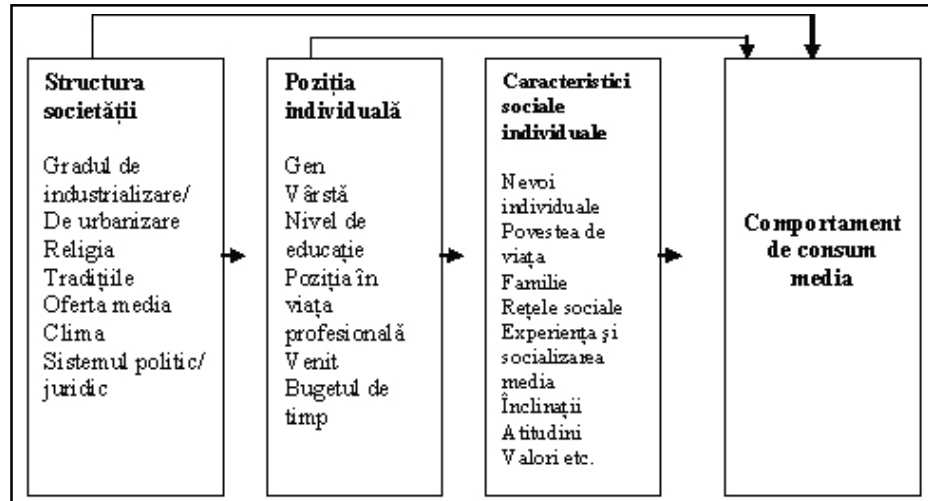 Structura
societății
Gradul de
industrializare/
De urbanizare
Religia
Tradițiile
Oferta media
Clima
Sistemul politic/
juridic
Poziția
individuală
Gen
Vârstă
Nivel de
educație
Poziția în
viața
profesională
Venit
Bugetul de
timp
Caracteristici
sociale
individuale
Nevoi
individuale
Povestea de
viața
Familie
Rețele sociale
Experiența și
socializarea
media
Înclinații
Atitudini
Valori etc.
Comportament
de consum
media